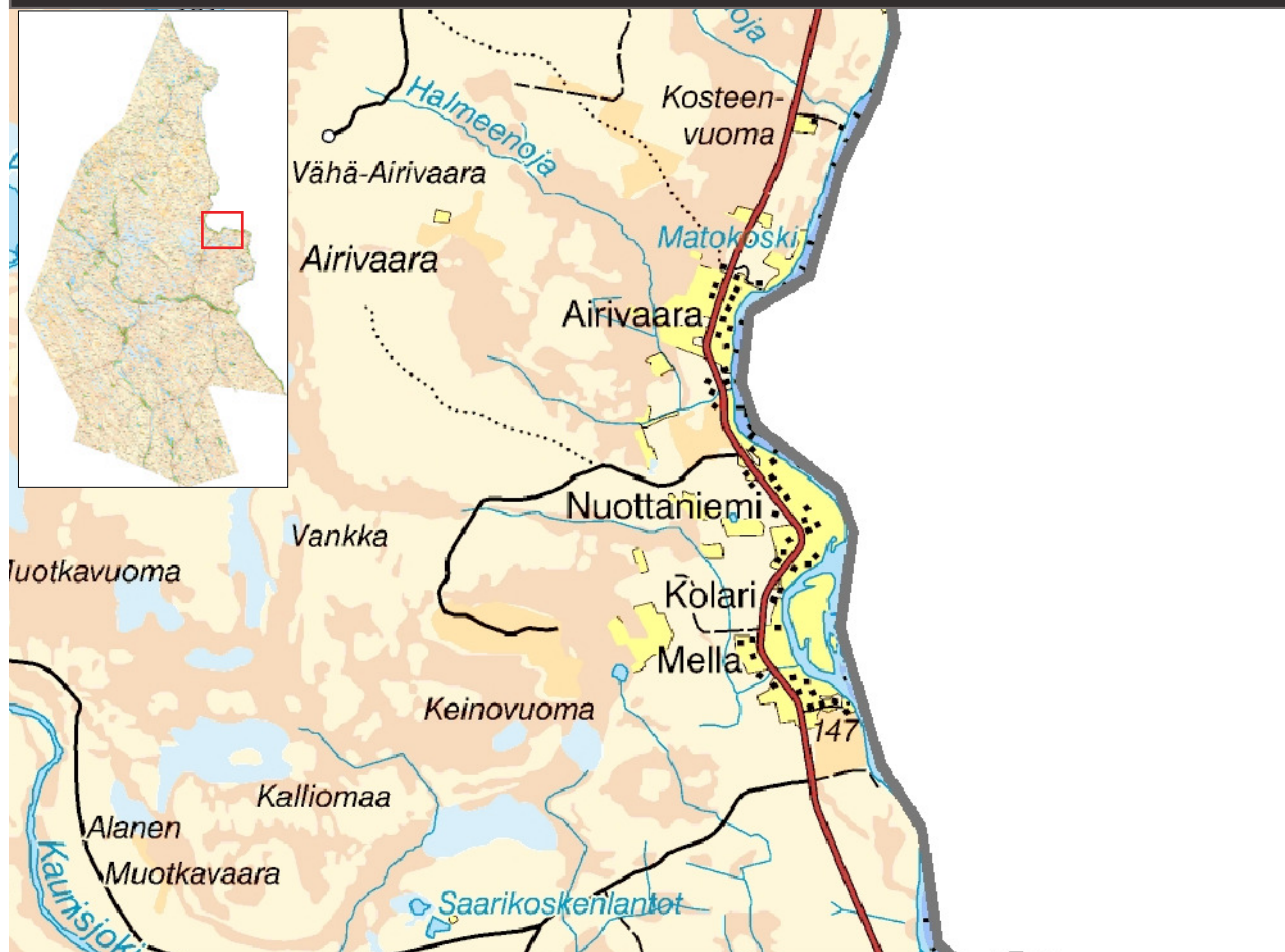 oja
Halmeenoja
Kosteen-
vuoma
Vähä-Airivaara
Matokoski
Airivaara
Airivaara
Nuottaniemi
Vankka
Kolari
Mella
Keinovuoma
147
Kalliomaa
Alanen
Muotkavaara
Saarikoskenlantot
Kaunisjoki